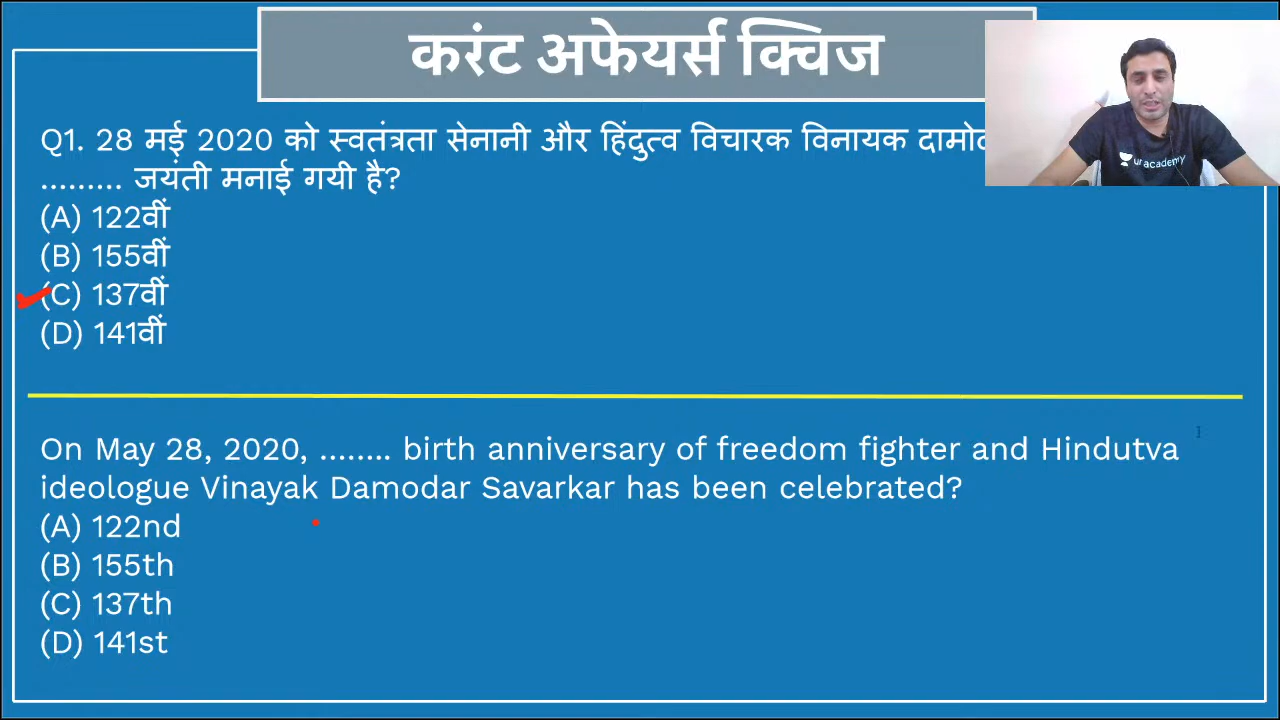 करंट अफेयर्स क्विज
Q1. 28 मई 2020 को स्वतंत्रता सेनानी और हिंदुत्व विचारक विनायक
......... जयंती मनाई गयी है?
(A) 122वीं
(B) 155वीं
(C) 137वीं
(D) 141वीं
unacademy
On May 28, 2020, ........ birth anniversary of freedom fighter and Hindutva
ideologue Vinayak Damodar Savarkar has been celebrated?
(A) 122nd
(B) 155th
(C) 137th
(D) 141st